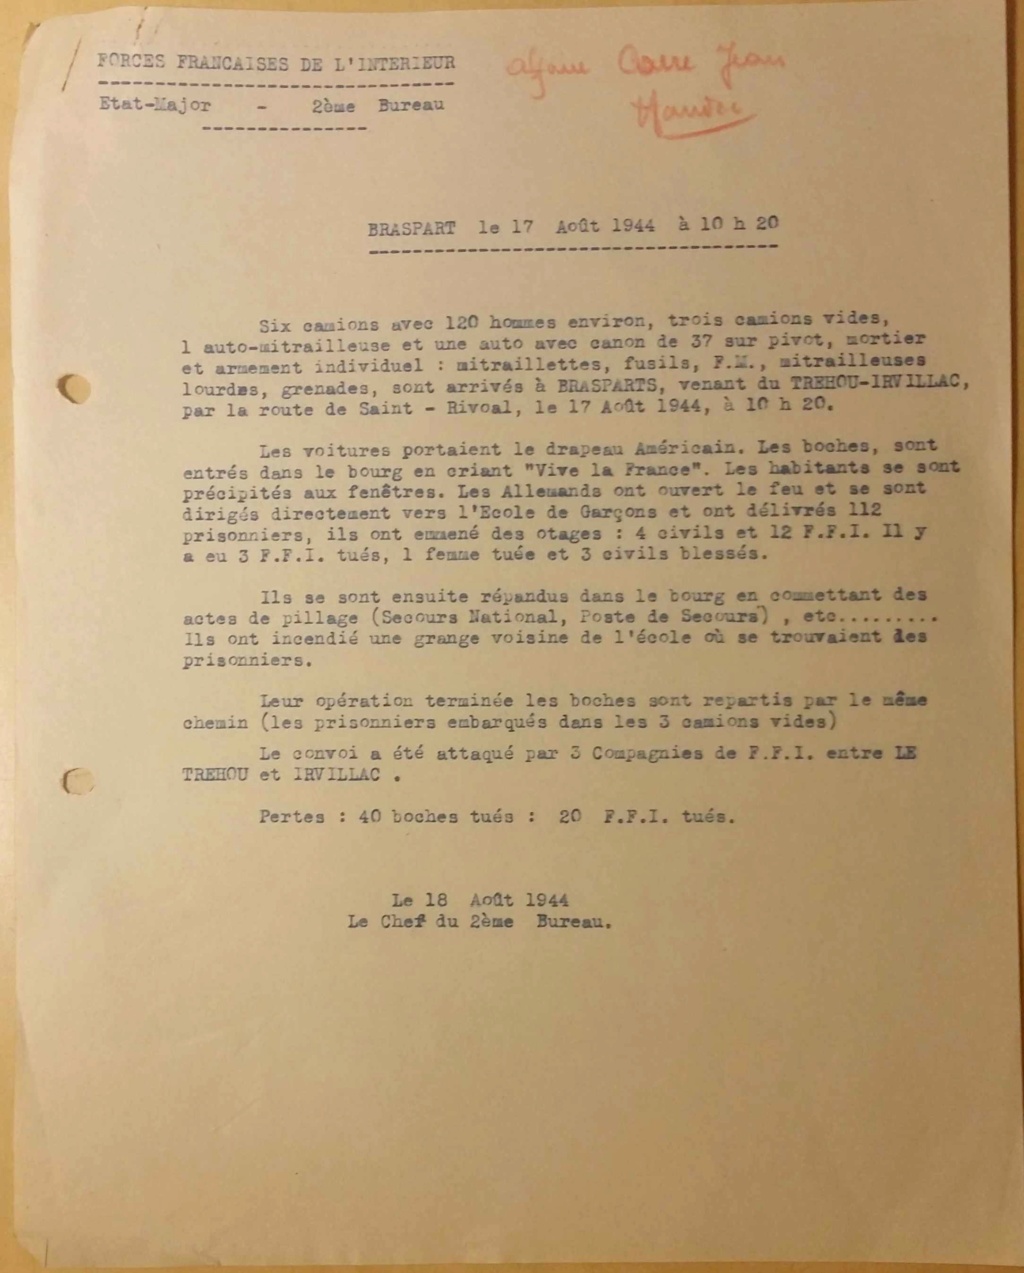 FORCES FRANCAISES DE L'INTERIEUR
Etat-Major - 2ème Bureau
Jean
BRASPART le 17 Août 1944 à 10 h 20
Six camions avec 120 hommes environ, trois camions vides,
1 auto-mitrailleuse et une auto avec canon de 37 sur pivot, mortier
et armement individuel : mitraillettes, fusils, F.M., mitrailleuses
lourdes, grenades, sont arrivés à BRASPARTS, venant du TREHOU-IRVILLAC,
par la route de Saint - Rivoal, le 17 Août 1944, à 10 h 20.
Les voitures portaient le drapeau Américain. Les boches, sont
entrés dans le bourg en criant "Vive la France". Les habitants se sont
précipités aux fenêtres. Les Allemands ont ouvert le feu et se sont
dirigés directement vers l'Ecole de Garçons et ont délivrés 112
prisonniers, ils ont emmené des otages : 4 civils et 12 F.F.I. Il y
a eu 3 F.F.I. tués, 1 femme tuée et 3 civils blessés.
Ils se sont ensuite répandus dans le bourg en commettant des
actes de pillage (Secours National, Poste de Secours) , etc.........
Ils ont incendié une grange voisine de l'école où se trouvaient des
prisonniers.
Leur opération terminée les boches sont repartis par le même
chemin (les prisonniers embarqués dans les 3 camions vides)
Le convoi a été attaqué par 3 Compagnies de F.F.I. entre LE
TREHOU et IRVILLAC .
Pertes : 40 boches tués : 20 F.F.I. tués.
Le 18 Août 1944
Le Chef du 2ème Bureau.